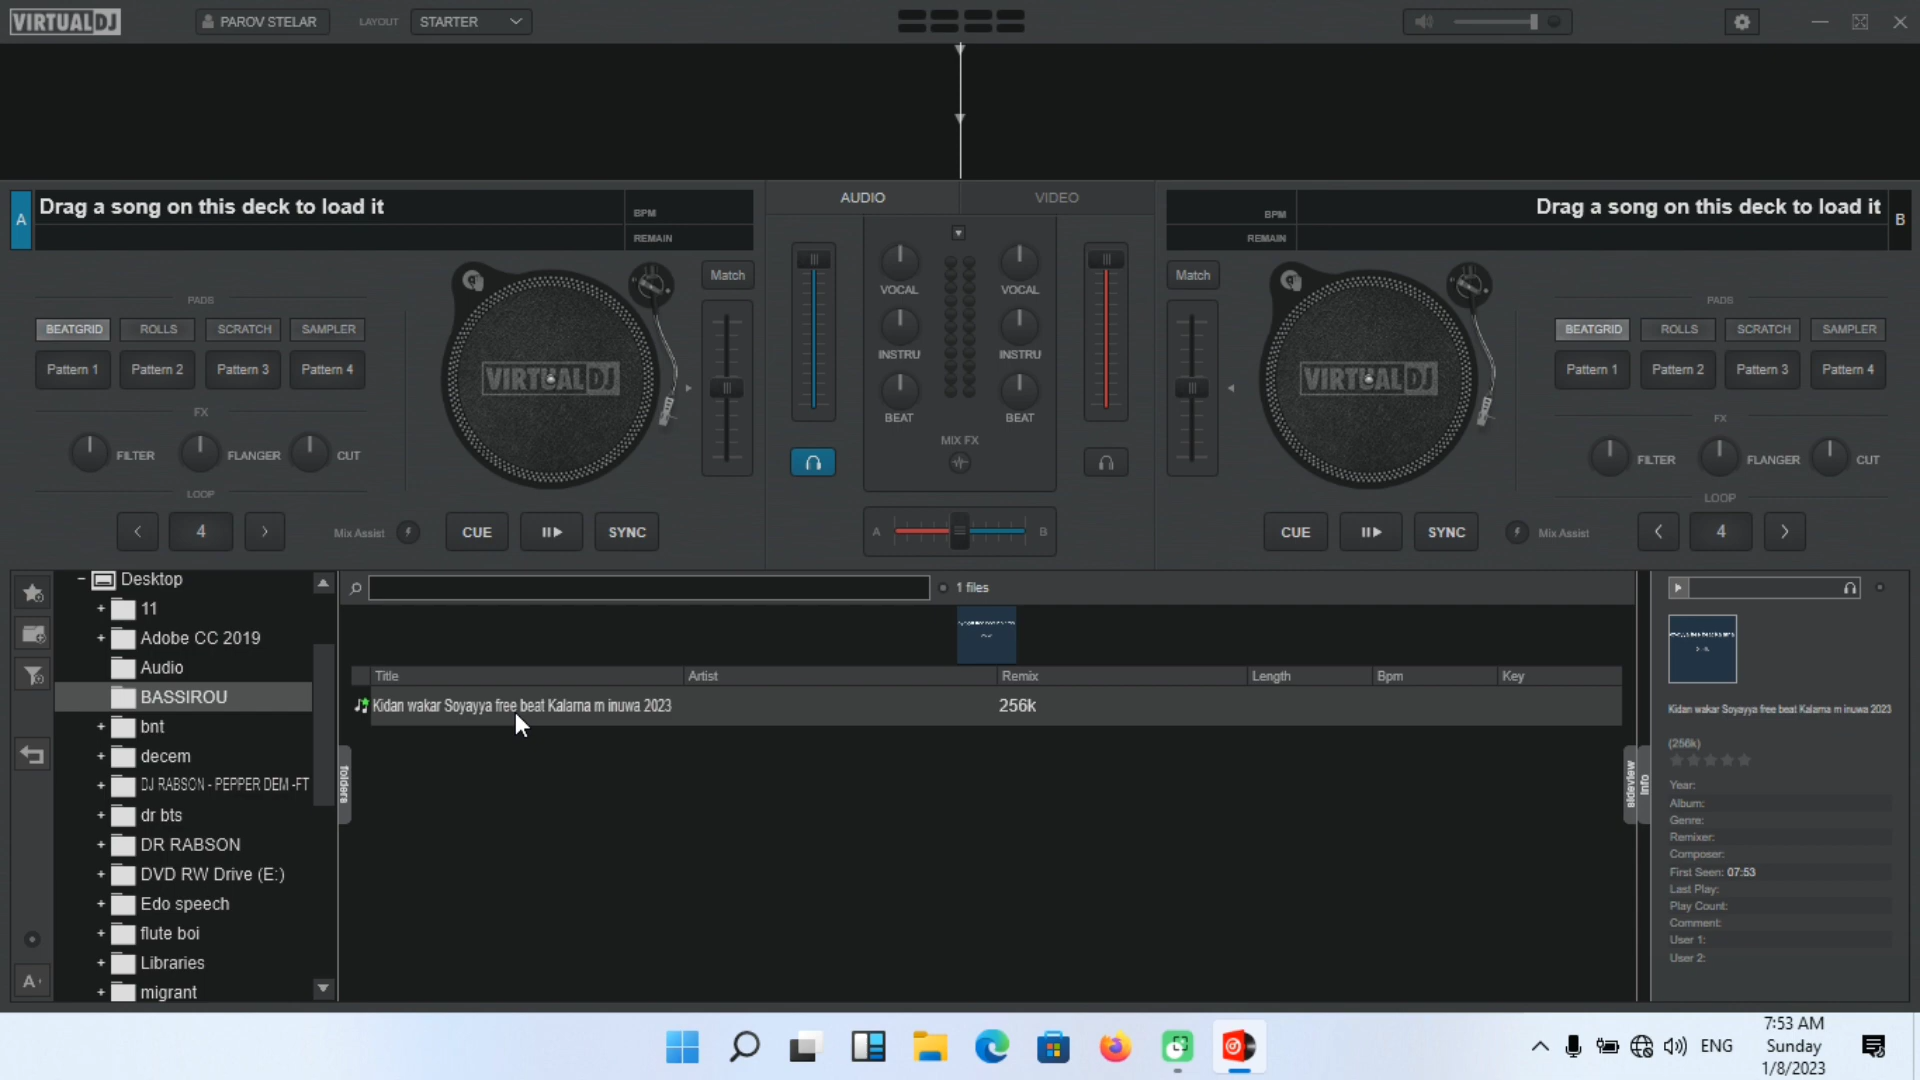 VIRTUALDJ
PAROV STELAR
LAYOUT
STARTER
A
Drag a song on this deck to load it
BPM
REMAIN
AUDIO
VIDEO
BPM
REMAIN
Drag a song on this deck to load it
B
PADS
BEATGRID
ROLLS
SCRATCH
SAMPLER
Pattern 1
Pattern 2
Pattern 3
Pattern 4
FX
FILTER
FLANGER
CUT
LOOP
<
4
>
Mix Assist
VIRTUALDJ
Match
CUE
SYNC
VOCAL
VOCAL
INSTRU
INSTRU
BEAT
BEAT
MIX FX
A
B
Match
VIRTUALDJ
CUE
SYNC
PADS
BEATGRID
ROLLS
SCRATCH
SAMPLER
Pattern 1
Pattern 2
Pattern 3
Pattern 4
FX
FILTER
FLANGER
CUT
LOOP
Mix Assist
<
4
>
- Desktop
+ 11
+ Adobe CC 2019
Audio
BASSIROU
+ bnt
+ decem
+ DJ RABSON - PEPPER DEM -FT
+ dr bts
+ DR RABSON
+ DVD RW Drive (E:)
+ Edo speech
+ flute boi
+ Libraries
+ migrant
A
folders
1 files
Title
Artist
Remix
Length
Bpm
Key
Kidan wakar Soyayya free beat Kalarna m inuwa 2023
256k
sideview
info
Kidan wakar Soyayya free beat Kalarna m inuwa 2023
(256k)
Year:
Album:
Genre:
Remixer:
Composer:
First Seen: 07:53
Last Play:
Play Count:
Comment:
User 1:
User 2:
ENG
7:53 AM
Sunday
1/8/2023